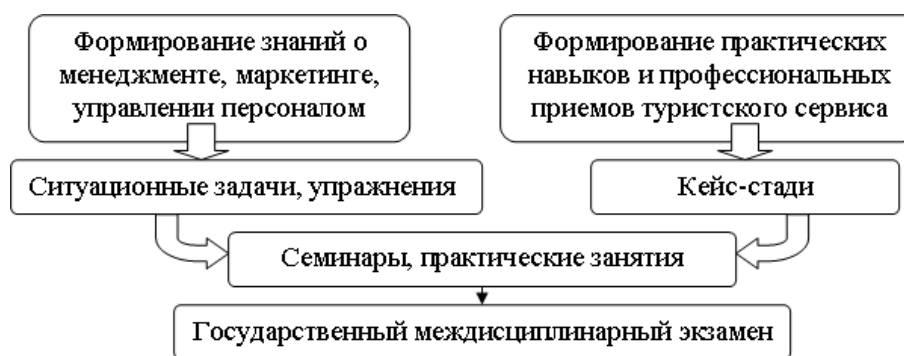 Формирование знаний о
менеджменте, маркетинге,
управлении персоналом
Формирование практических
навыков и профессиональных
приемов туристского сервиса
Ситуационные задачи, упражнения
Кейс-стади
Семинары, практические занятия
Государственный междисциплинарный экзамен